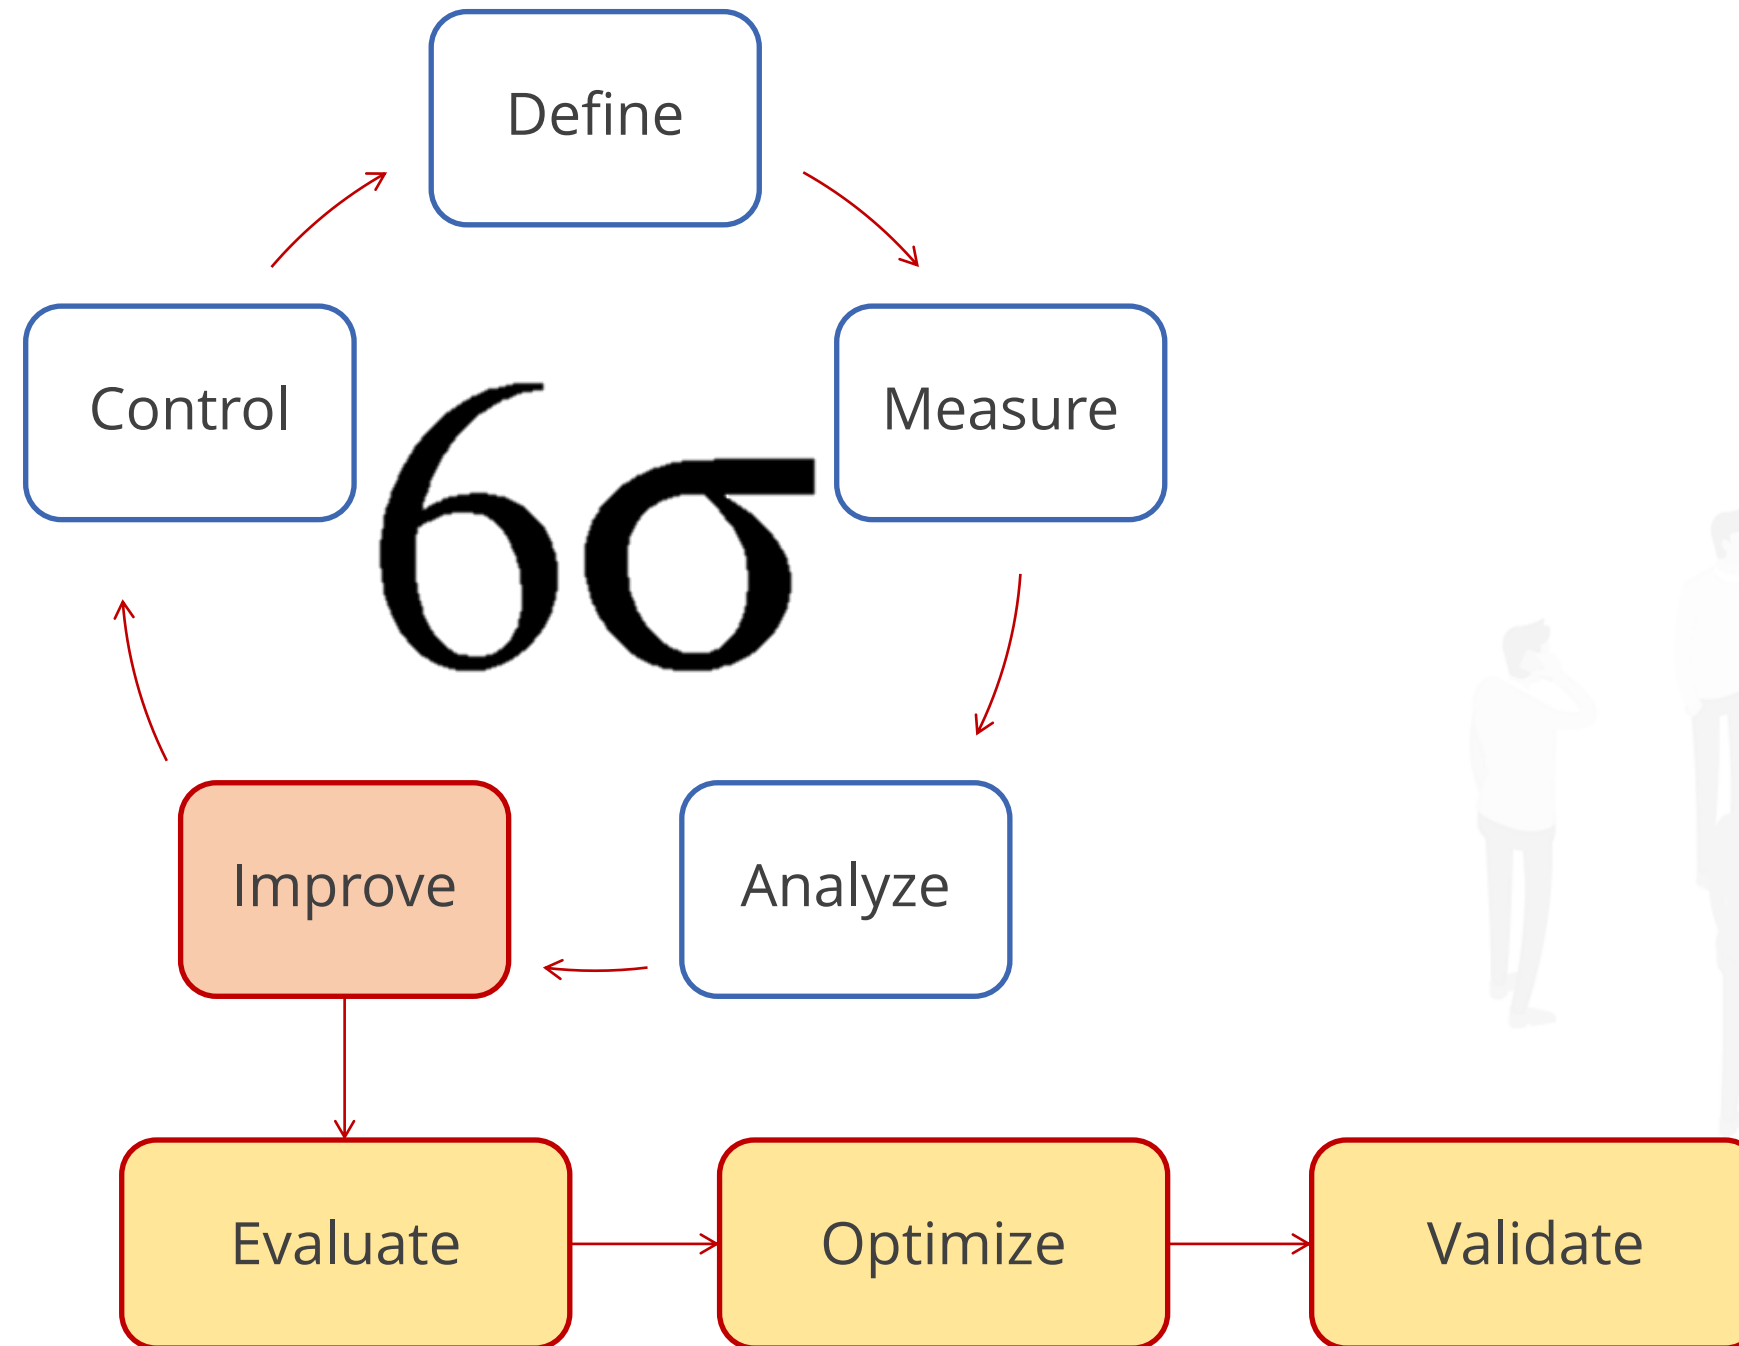 Define
Control
Measure
6σ
Improve
Analyze
Evaluate
Optimize
Validate